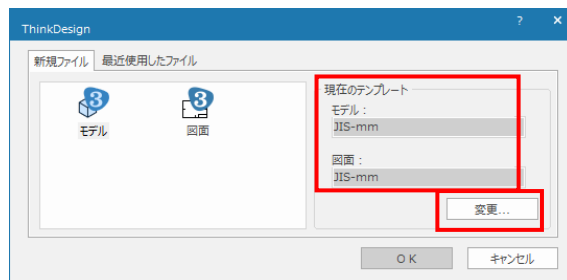 ThinkDesign
? ×
新規ファイル 最近使用したファイル
3 3
モデル 図面
現在のテンプレート
モデル：
JIS-mm
図面：
JIS-mm
変更...
OK キャンセル